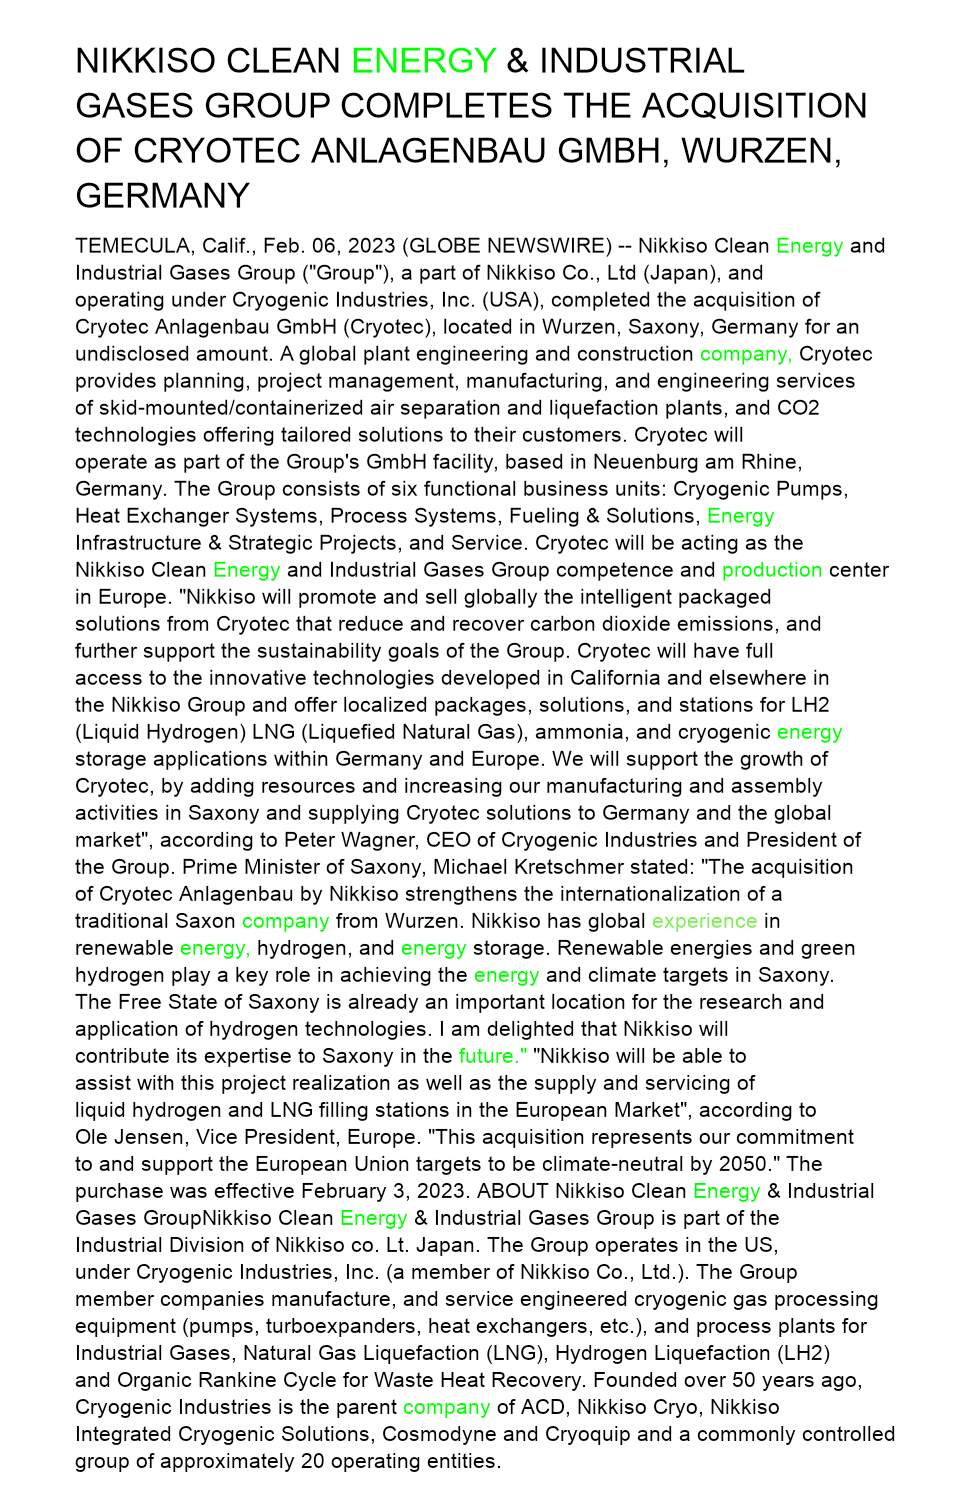 NIKKISO CLEAN ENERGY & INDUSTRIAL
GASES GROUP COMPLETES THE ACQUISITION
OF CRYOTEC ANLAGENBAU GMBH, WURZEN,
GERMANY
TEMECULA, Calif., Feb. 06, 2023 (GLOBE NEWSWIRE) -- Nikkiso Clean Energy and
Industrial Gases Group ("Group"), a part of Nikkiso Co., Ltd (Japan), and
operating under Cryogenic Industries, Inc. (USA), completed the acquisition of
Cryotec Anlagenbau GmbH (Cryotec), located in Wurzen, Saxony, Germany for an
undisclosed amount. A global plant engineering and construction company, Cryotec
provides planning, project management, manufacturing, and engineering services
of skid-mounted/containerized air separation and liquefaction plants, and CO2
technologies offering tailored solutions to their customers. Cryotec will
operate as part of the Group's GmbH facility, based in Neuenburg am Rhine,
Germany. The Group consists of six functional business units: Cryogenic Pumps,
Heat Exchanger Systems, Process Systems, Fueling & Solutions, Energy
Infrastructure & Strategic Projects, and Service. Cryotec will be acting as the
Nikkiso Clean Energy and Industrial Gases Group competence and production center
in Europe. "Nikkiso will promote and sell globally the intelligent packaged
solutions from Cryotec that reduce and recover carbon dioxide emissions, and
further support the sustainability goals of the Group. Cryotec will have full
access to the innovative technologies developed in California and elsewhere in
the Nikkiso Group and offer localized packages, solutions, and stations for LH2
(Liquid Hydrogen) LNG (Liquefied Natural Gas), ammonia, and cryogenic energy
storage applications within Germany and Europe. We will support the growth of
Cryotec, by adding resources and increasing our manufacturing and assembly
activities in Saxony and supplying Cryotec solutions to Germany and the global
market", according to Peter Wagner, CEO of Cryogenic Industries and President of
the Group. Prime Minister of Saxony, Michael Kretschmer stated: "The acquisition
of Cryotec Anlagenbau by Nikkiso strengthens the internationalization of a
traditional Saxon company from Wurzen. Nikkiso has global experience in
renewable energy, hydrogen, and energy storage. Renewable energies and green
hydrogen play a key role in achieving the energy and climate targets in Saxony.
The Free State of Saxony is already an important location for the research and
application of hydrogen technologies. I am delighted that Nikkiso will
contribute its expertise to Saxony in the future." "Nikkiso will be able to
assist with this project realization as well as the supply and servicing of
liquid hydrogen and LNG filling stations in the European Market", according to
Ole Jensen, Vice President, Europe. "This acquisition represents our commitment
to and support the European Union targets to be climate-neutral by 2050." The
purchase was effective February 3, 2023. ABOUT Nikkiso Clean Energy & Industrial
Gases GroupNikkiso Clean Energy & Industrial Gases Group is part of the
Industrial Division of Nikkiso co. Lt. Japan. The Group operates in the US,
under Cryogenic Industries, Inc. (a member of Nikkiso Co., Ltd.). The Group
member companies manufacture, and service engineered cryogenic gas processing
equipment (pumps, turboexpanders, heat exchangers, etc.), and process plants for
Industrial Gases, Natural Gas Liquefaction (LNG), Hydrogen Liquefaction (LH2)
and Organic Rankine Cycle for Waste Heat Recovery. Founded over 50 years ago,
Cryogenic Industries is the parent company of ACD, Nikkiso Cryo, Nikkiso
Integrated Cryogenic Solutions, Cosmodyne and Cryoquip and a commonly controlled
group of approximately 20 operating entities.